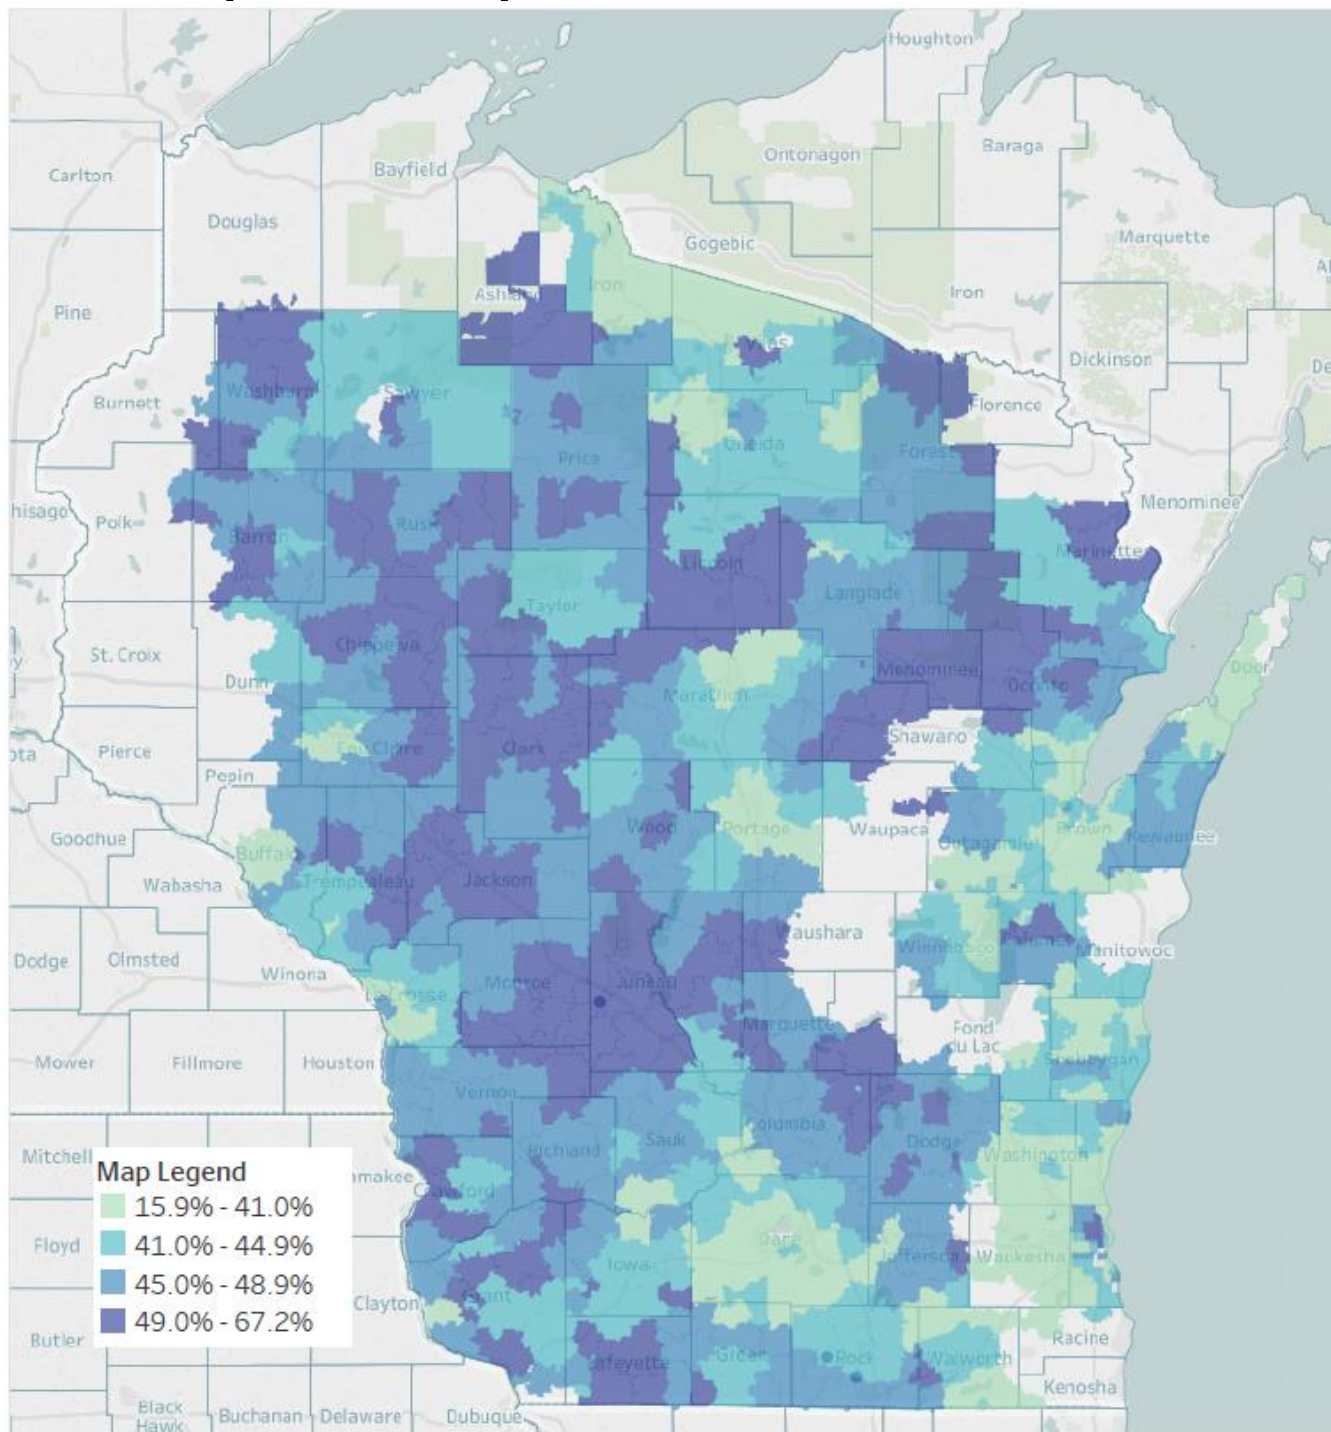 Houghton
Ontonagon
Baraga
Bayfield
Carlton
Douglas
Marquette
Gogebic
Iron
Iron
Pine
Vilas
Dickinson
Burnett
Washburn
Sawyer
Florence
Oneida
Price
Forest
Menominee
hisago
Polk
Barron
Rusk
Marinette
Lincoln
Langlade
Taylor
Chippewa
St. Croix
Dunn
Menominee
Oconto
Door
Marathon
Pierce
Eau Claire
Clark
Shawano
ota
Pepin
Goodhue
Wood
Portage
Waupaca
Outagamie
Brown
Kewaunee
Buffalo
Wabasha
Trempealeau
Jackson
Waushara
Winnebago
Calumet
Manitowoc
Dodge
Olmsted
Winona
La Crosse
Monroe
Juneau
Marquette
Fond
du Lac
Sheboygan
Mower
Fillmore
Houston
Vernon
Columbia
Dodge
Sauk
Richland
Washington
Mitchell
Map Legend
amakee
Crawford
15.9% - 41.0%
41.0% - 44.9%
45.0% - 48.9%
49.0% - 67.2%
Floyd
Dane
Jefferson
Waukesha
Iowa
Grant
Clayton
Butler
Racine
Lafayette
Green
Rock
Walworth
Kenosha
Black
Hawk
Buchanan
Delaware
Dubuque